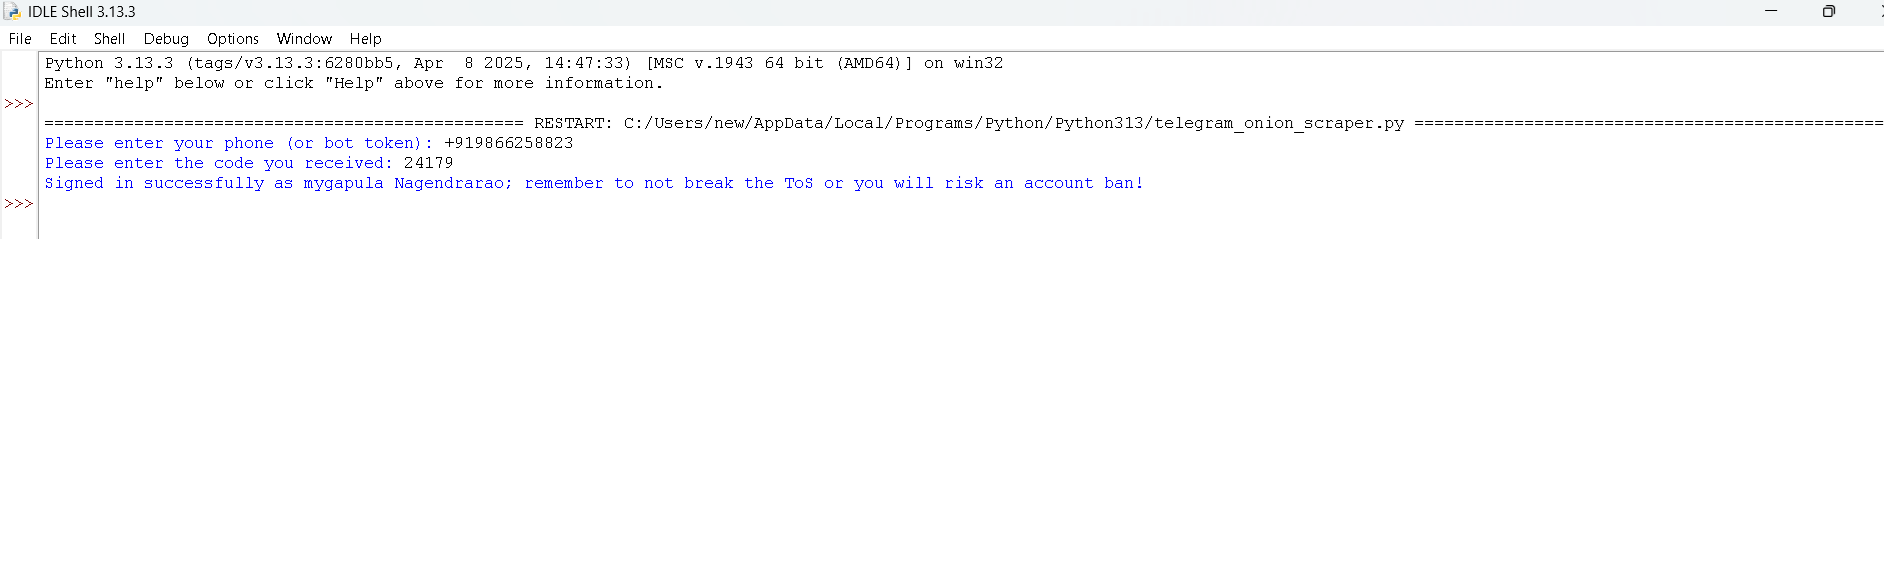 IDLE Shell 3.13.3
File Edit Shell Debug Options Window Help
Python 3.13.3 (tags/v3.13.3:6280bb5, Apr  8 2025, 14:47:33) [MSC v.1943 64 bit (AMD64)] on win32
Enter "help" below or click "Help" above for more information.
>>>
================================================ RESTART: C:/Users/new/AppData/Local/Programs/Python/Python313/telegram_onion_scraper.py ===============================================
Please enter your phone (or bot token): +919866258823
Please enter the code you received: 24179
Signed in successfully as mygapula Nagendrarao; remember to not break the ToS or you will risk an account ban!
>>>